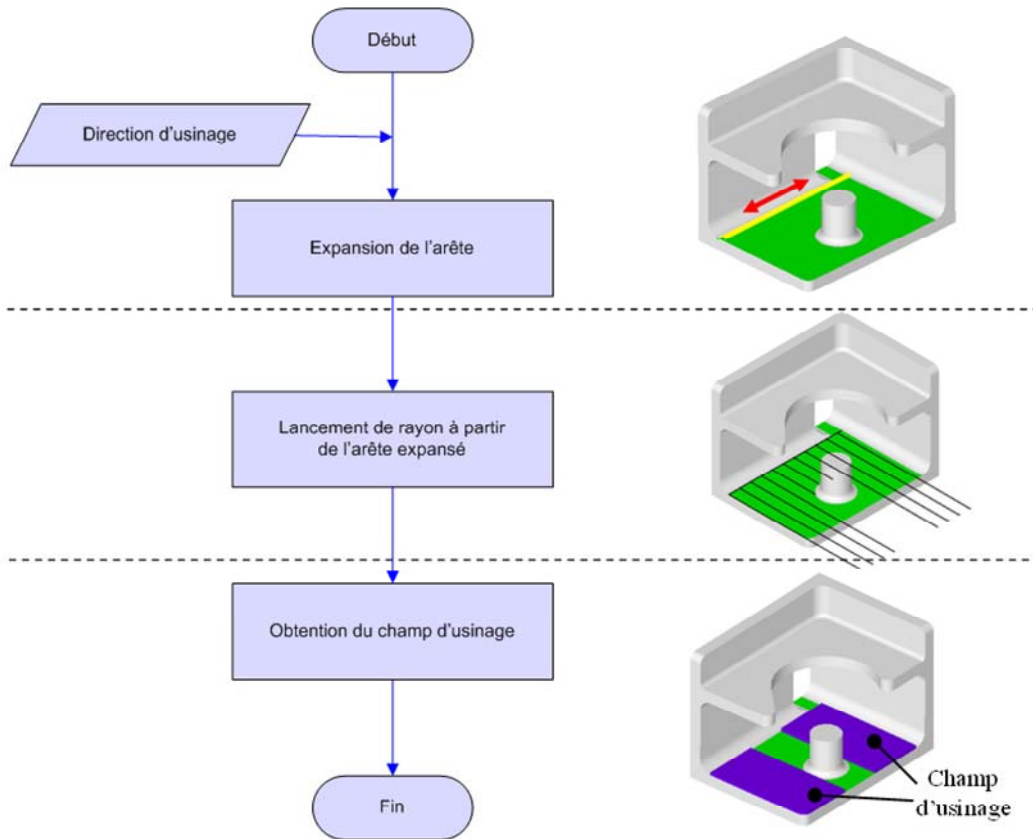 Début
Direction d'usinage
Expansion de l'arête
Lancement de rayon à partir
de l'arête expansé
Obtention du champ d'usinage
Champ
d'usinage
Fin